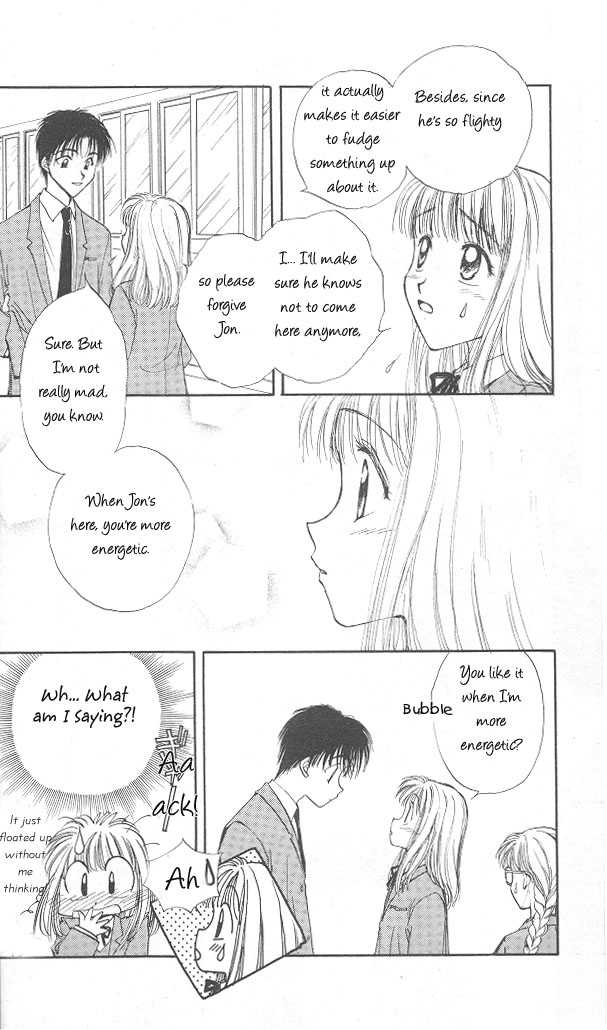 Besides, since
he's so flighty
it actually
makes it easier
to fudge
something up
about it.
I... I'll make
sure he knows
not to come
here anymore,
so please
forgive
Jon.
Sure. But
I'm not
really mad,
you know.
When Jon's
here, you're more
energetic.
You like it
when I'm
more
energetic?
Bubble
Wh... What
am I saying?!
ギャー
Aa
ack!
Ah
It just
floated up
without
me
thinking!